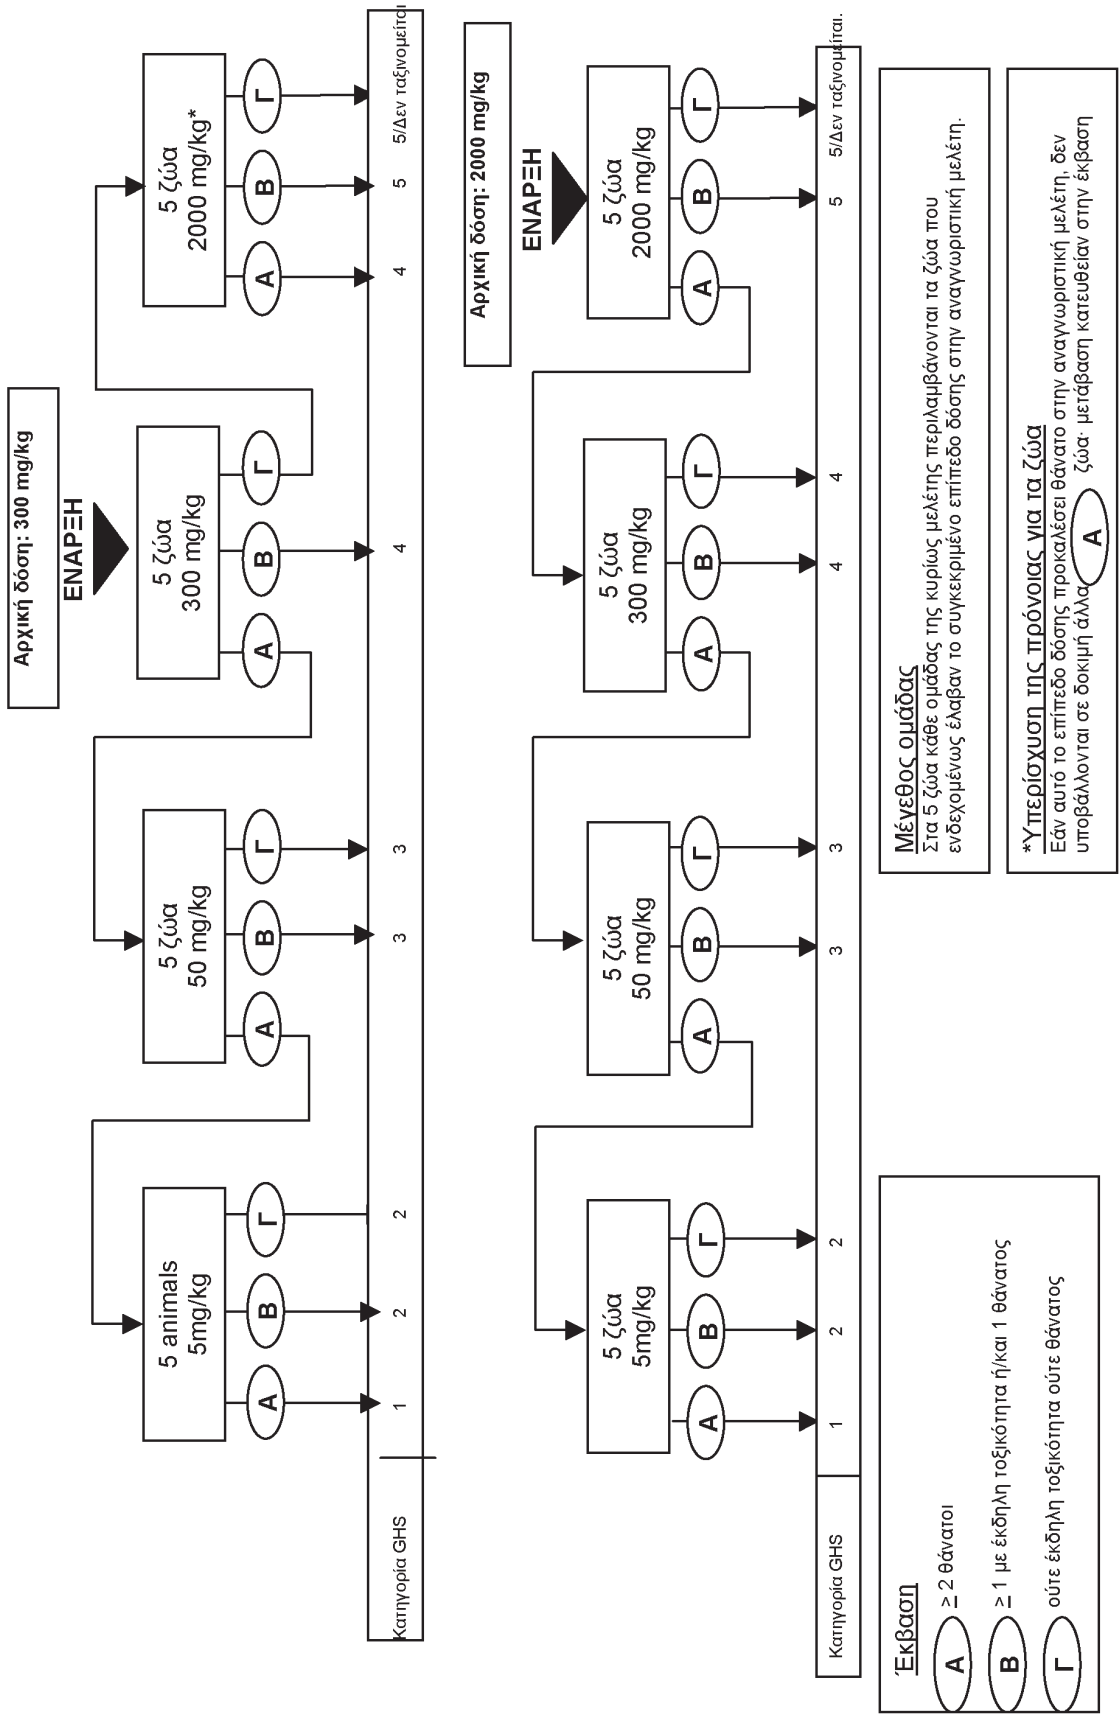 Αρχική δόση: 300 mg/kg
ΕΝΑΡΞΗ
5 animals
5mg/kg
5 ζώα
50 mg/kg
5 ζώα
300 mg/kg
5 ζώα
2000 mg/kg*
Α Β Γ Α Β Γ Α Β Γ Α Β Γ
Κατηγορία GHS 1 2 2 3 3 4 4 5 5/Δεν ταξινομείται
Αρχική δόση: 2000 mg/kg
ΕΝΑΡΞΗ
5 ζώα
5mg/kg
5 ζώα
50 mg/kg
5 ζώα
300 mg/kg
5 ζώα
2000 mg/kg
Α Β Γ Α Β Γ Α Β Γ Α Β Γ
Κατηγορία GHS 1 2 2 3 3 4 4 5 5/Δεν ταξινομείται.
Έκβαση
Α ≥ 2 θάνατοι
Β ≥ 1 με έκδηλη τοξικότητα ή/και 1 θάνατος
Γ ούτε έκδηλη τοξικότητα ούτε θάνατος
Μέγεθος ομάδας
Στα 5 ζώα κάθε ομάδας της κυρίως μελέτης περιλαμβάνονται τα ζώα που
ενδεχομένως έλαβαν το συγκεκριμένο επίπεδο δόσης στην αναγνωριστική μελέτη.
*Υπερίσχυση της πρόνοιας για τα ζώα
Εάν αυτό το επίπεδο δόσης προκαλέσει θάνατο στην αναγνωριστική μελέτη, δεν
υποβάλλονται σε δοκιμή άλλα ζώα· μετάβαση κατευθείαν στην έκβαση
Α